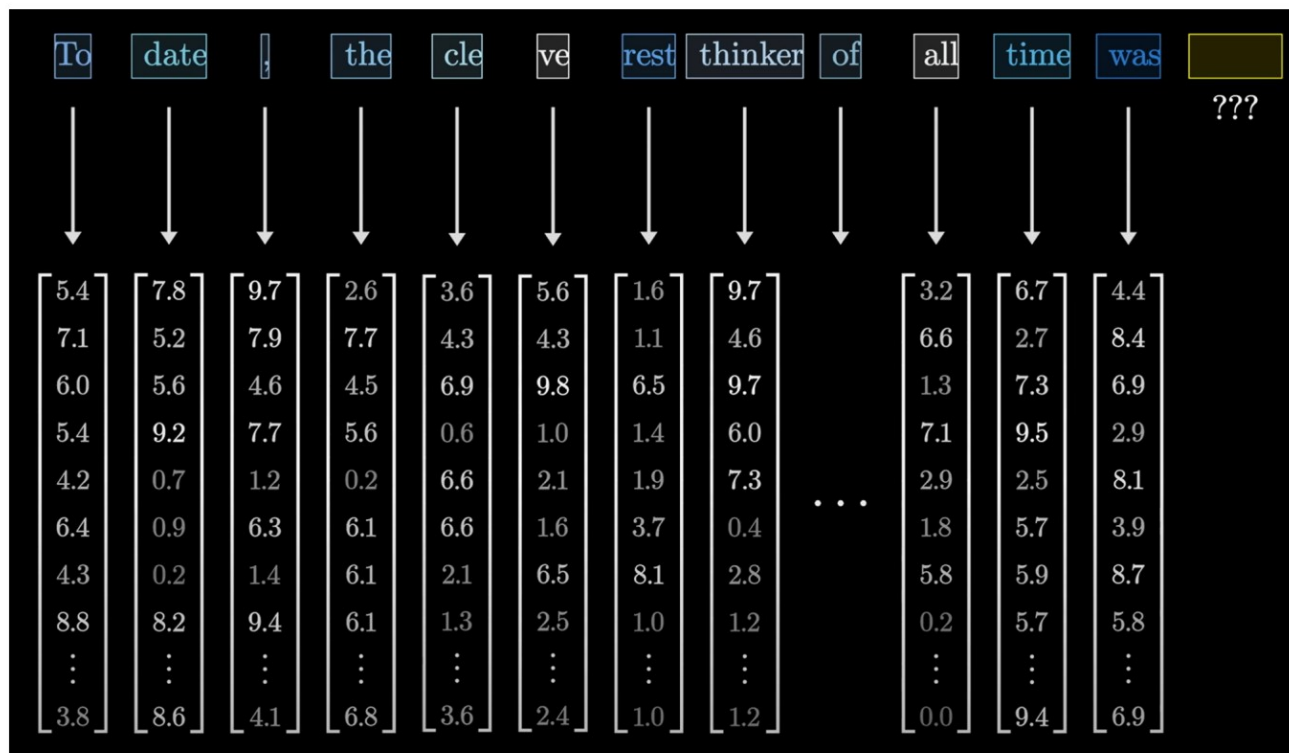 To date , the cle ve rest thinker of all time was
???
5.4 7.8 9.7 2.6 3.6 5.6 1.6 9.7 3.2 6.7 4.4
7.1 5.2 7.9 7.7 4.3 4.3 1.1 4.6 6.6 2.7 8.4
6.0 5.6 4.6 4.5 6.9 9.8 6.5 9.7 1.3 7.3 6.9
5.4 9.2 7.7 5.6 0.6 1.0 1.4 6.0 7.1 9.5 2.9
4.2 0.7 1.2 0.2 6.6 2.1 1.9 7.3 ... 2.9 2.5 8.1
6.4 0.9 6.3 6.1 6.6 1.6 3.7 0.4 1.8 5.7 3.9
4.3 0.2 1.4 6.1 2.1 6.5 8.1 2.8 5.8 5.9 8.7
8.8 8.2 9.4 6.1 1.3 2.5 1.0 1.2 0.2 5.7 5.8
⋮ ⋮ ⋮ ⋮ ⋮ ⋮ ⋮ ⋮ ⋮ ⋮ ⋮
3.8 8.6 4.1 6.8 3.6 2.4 1.0 1.2 0.0 9.4 6.9